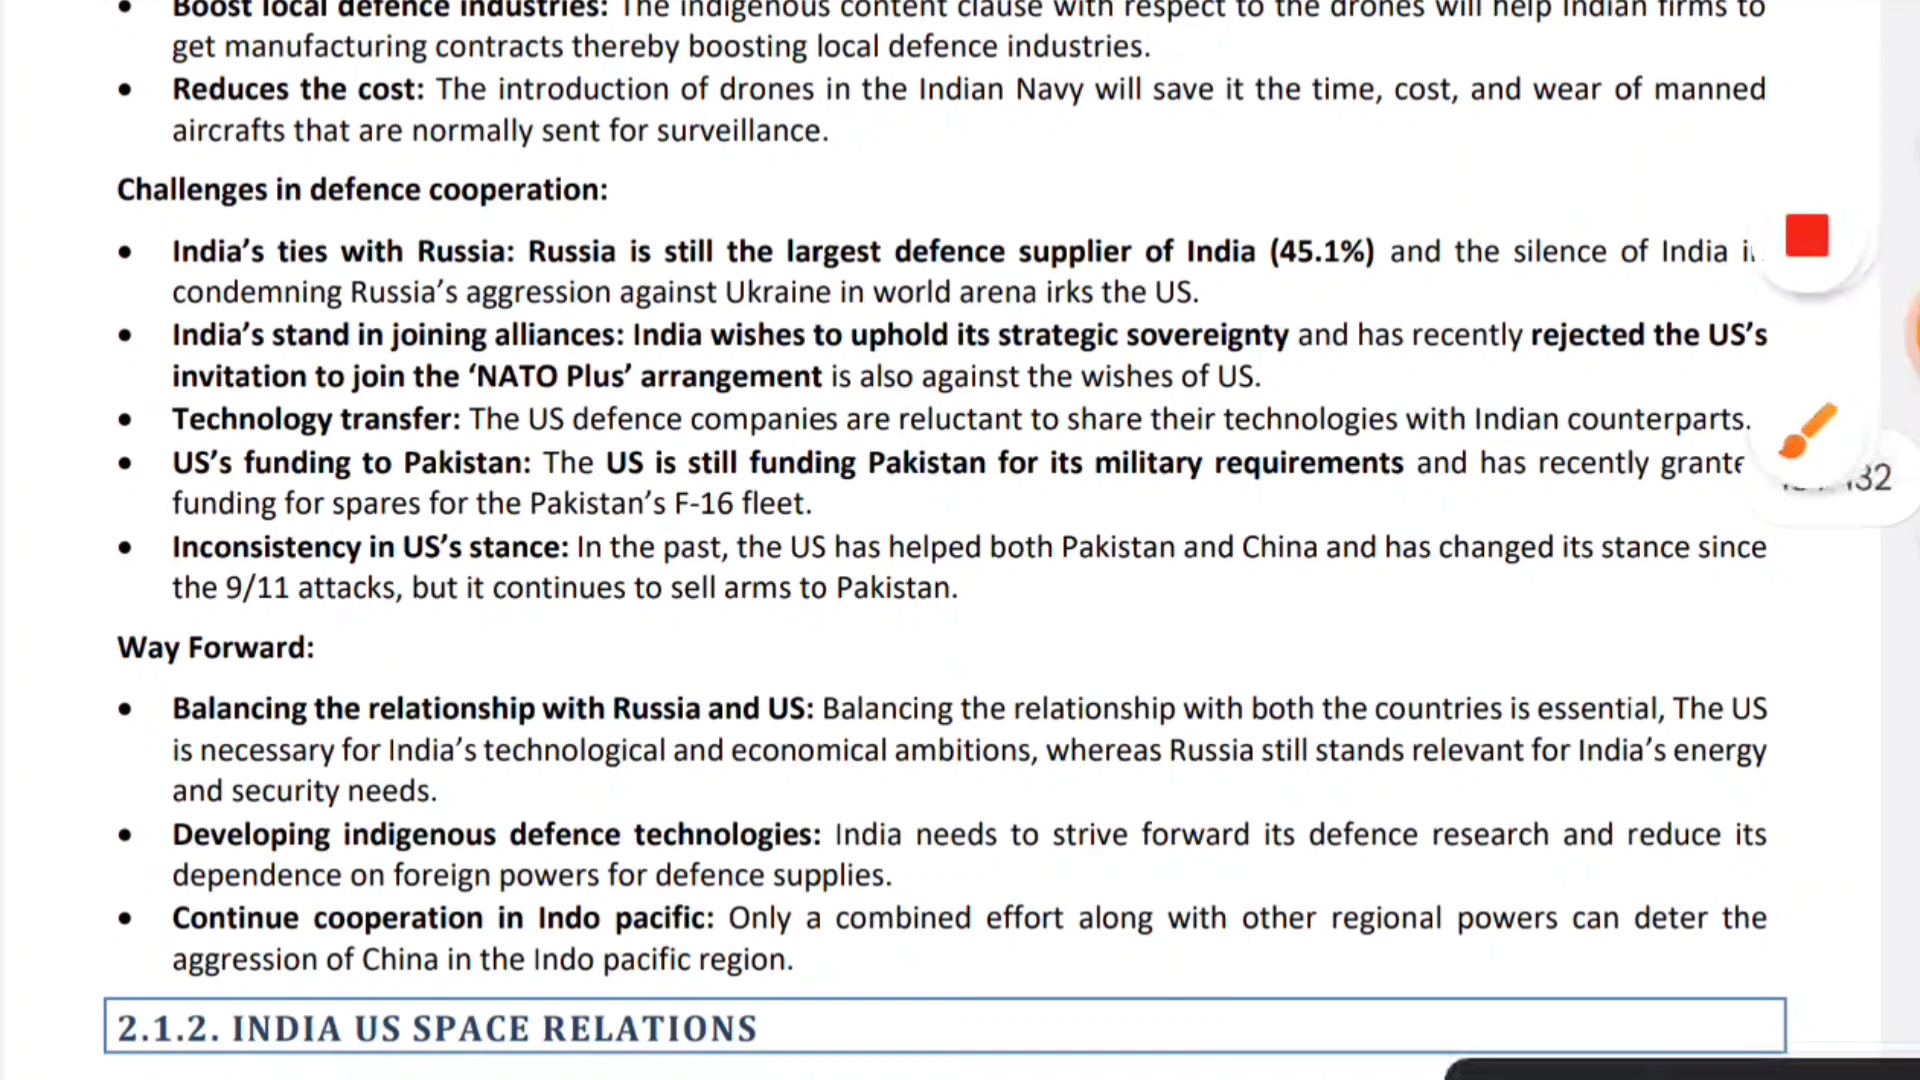 • Boost local defence industries: The indigenous content clause with respect to the drones will help Indian firms to
get manufacturing contracts thereby boosting local defence industries.
• Reduces the cost: The introduction of drones in the Indian Navy will save it the time, cost, and wear of manned
aircrafts that are normally sent for surveillance.
Challenges in defence cooperation:
• India's ties with Russia: Russia is still the largest defence supplier of India (45.1%) and the silence of India
condemning Russia's aggression against Ukraine in world arena irks the US.
• India's stand in joining alliances: India wishes to uphold its strategic sovereignty and has recently rejected the US's
invitation to join the 'NATO Plus' arrangement is also against the wishes of US.
• Technology transfer: The US defence companies are reluctant to share their technologies with Indian counterparts.
• US's funding to Pakistan: The US is still funding Pakistan for its military requirements and has recently grante
funding for spares for the Pakistan's F-16 fleet.
• Inconsistency in US's stance: In the past, the US has helped both Pakistan and China and has changed its stance since
the 9/11 attacks, but it continues to sell arms to Pakistan.
Way Forward:
• Balancing the relationship with Russia and US: Balancing the relationship with both the countries is essential, The US
is necessary for India's technological and economical ambitions, whereas Russia still stands relevant for India's energy
and security needs.
• Developing indigenous defence technologies: India needs to strive forward its defence research and reduce its
dependence on foreign powers for defence supplies.
• Continue cooperation in Indo pacific: Only a combined effort along with other regional powers can deter the
aggression of China in the Indo pacific region.
2.1.2. INDIA US SPACE RELATIONS